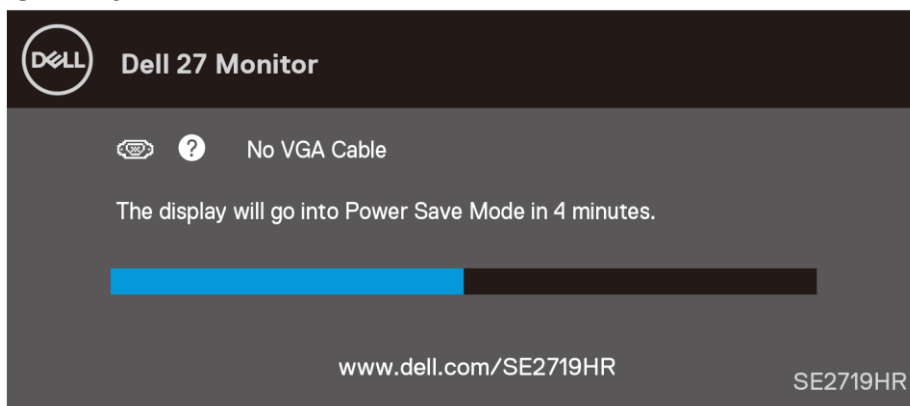 DELL
Dell 27 Monitor
? No VGA Cable
The display will go into Power Save Mode in 4 minutes.
www.dell.com/SE2719HR
SE2719HR